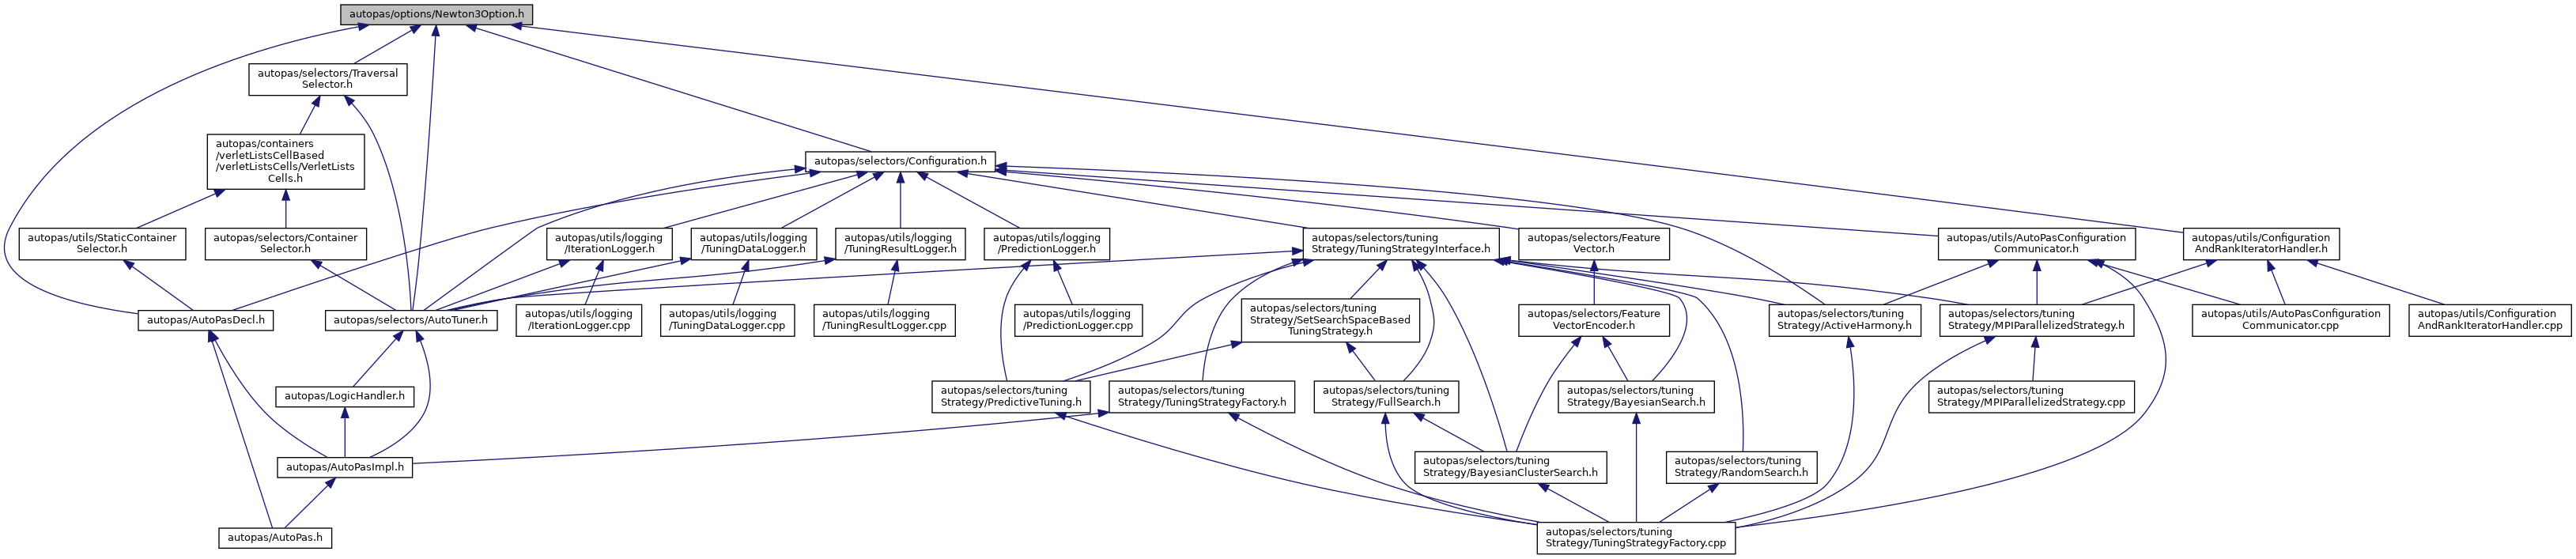 autopas/options/Newton3Option.h
autopas/selectors/Traversal
Selector.h
autopas/containers
/verletListsCellBased
/verletListsCells/VerletLists
Cells.h
autopas/selectors/Configuration.h
autopas/utils/StaticContainer
Selector.h
autopas/selectors/Container
Selector.h
autopas/utils/logging
/IterationLogger.h
autopas/utils/logging
/TuningDataLogger.h
autopas/utils/logging
/TuningResultLogger.h
autopas/utils/logging
/PredictionLogger.h
autopas/selectors/tuning
Strategy/TuningStrategyInterface.h
autopas/selectors/Feature
Vector.h
autopas/utils/AutoPasConfiguration
Communicator.h
autopas/utils/Configuration
AndRankIteratorHandler.h
autopas/AutoPasDecl.h
autopas/selectors/AutoTuner.h
autopas/utils/logging
/IterationLogger.cpp
autopas/utils/logging
/TuningDataLogger.cpp
autopas/utils/logging
/TuningResultLogger.cpp
autopas/utils/logging
/PredictionLogger.cpp
autopas/selectors/tuning
Strategy/SetSearchSpaceBased
TuningStrategy.h
autopas/selectors/Feature
VectorEncoder.h
autopas/selectors/tuning
Strategy/ActiveHarmony.h
autopas/selectors/tuning
Strategy/MPIParallelizedStrategy.h
autopas/utils/AutoPasConfiguration
Communicator.cpp
autopas/utils/Configuration
AndRankIteratorHandler.cpp
autopas/LogicHandler.h
autopas/selectors/tuning
Strategy/PredictiveTuning.h
autopas/selectors/tuning
Strategy/TuningStrategyFactory.h
autopas/selectors/tuning
Strategy/FullSearch.h
autopas/selectors/tuning
Strategy/BayesianSearch.h
autopas/selectors/tuning
Strategy/MPIParallelizedStrategy.cpp
autopas/AutoPasImpl.h
autopas/selectors/tuning
Strategy/BayesianClusterSearch.h
autopas/selectors/tuning
Strategy/RandomSearch.h
autopas/AutoPas.h
autopas/selectors/tuning
Strategy/TuningStrategyFactory.cpp